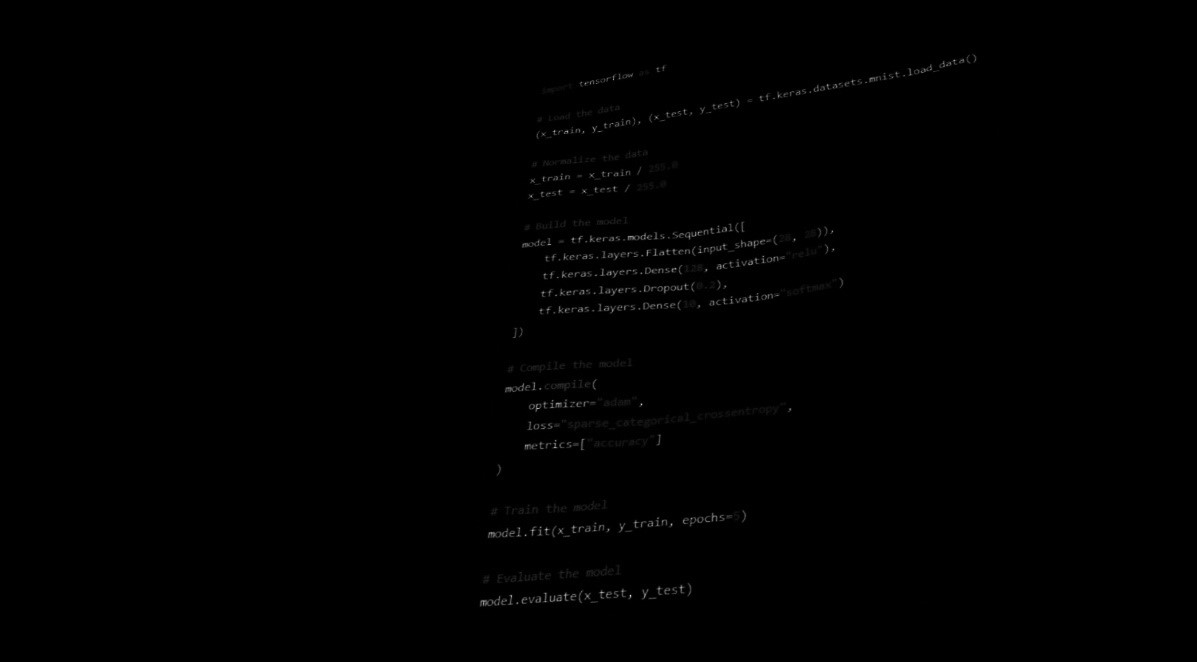 import tensorflow as tf
# Load the data
(x_train, y_train), (x_test, y_test) = tf.keras.datasets.mnist.load_data()
# Normalize the data
x_train = x_train / 255.0
x_test = x_test / 255.0
# Build the model
model = tf.keras.models.Sequential([
tf.keras.layers.Flatten(input_shape=(28, 28)),
tf.keras.layers.Dense(128, activation="relu"),
tf.keras.layers.Dropout(0.2),
tf.keras.layers.Dense(10, activation="softmax")
])
# Compile the model
model.compile(
optimizer="adam",
loss="sparse_categorical_crossentropy",
metrics=["accuracy"]
)
# Train the model
model.fit(x_train, y_train, epochs=5)
# Evaluate the model
model.evaluate(x_test, y_test)